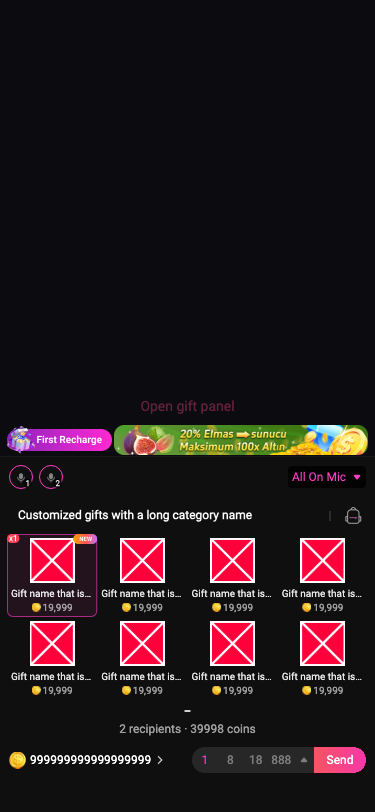 Open gift panel
First Recharge
20% Elmas ➡ sunucu
Maksimum 100x Altın
1
2
All On Mic
Customized gifts with a long category name
x1
NEW
Gift name that is... Gift name that is... Gift name that is... Gift name that is...
19,999 19,999 19,999 19,999
Gift name that is... Gift name that is... Gift name that is... Gift name that is...
19,999 19,999 19,999 19,999
2 recipients · 39998 coins
999999999999999999 > 1 8 18 888 Send